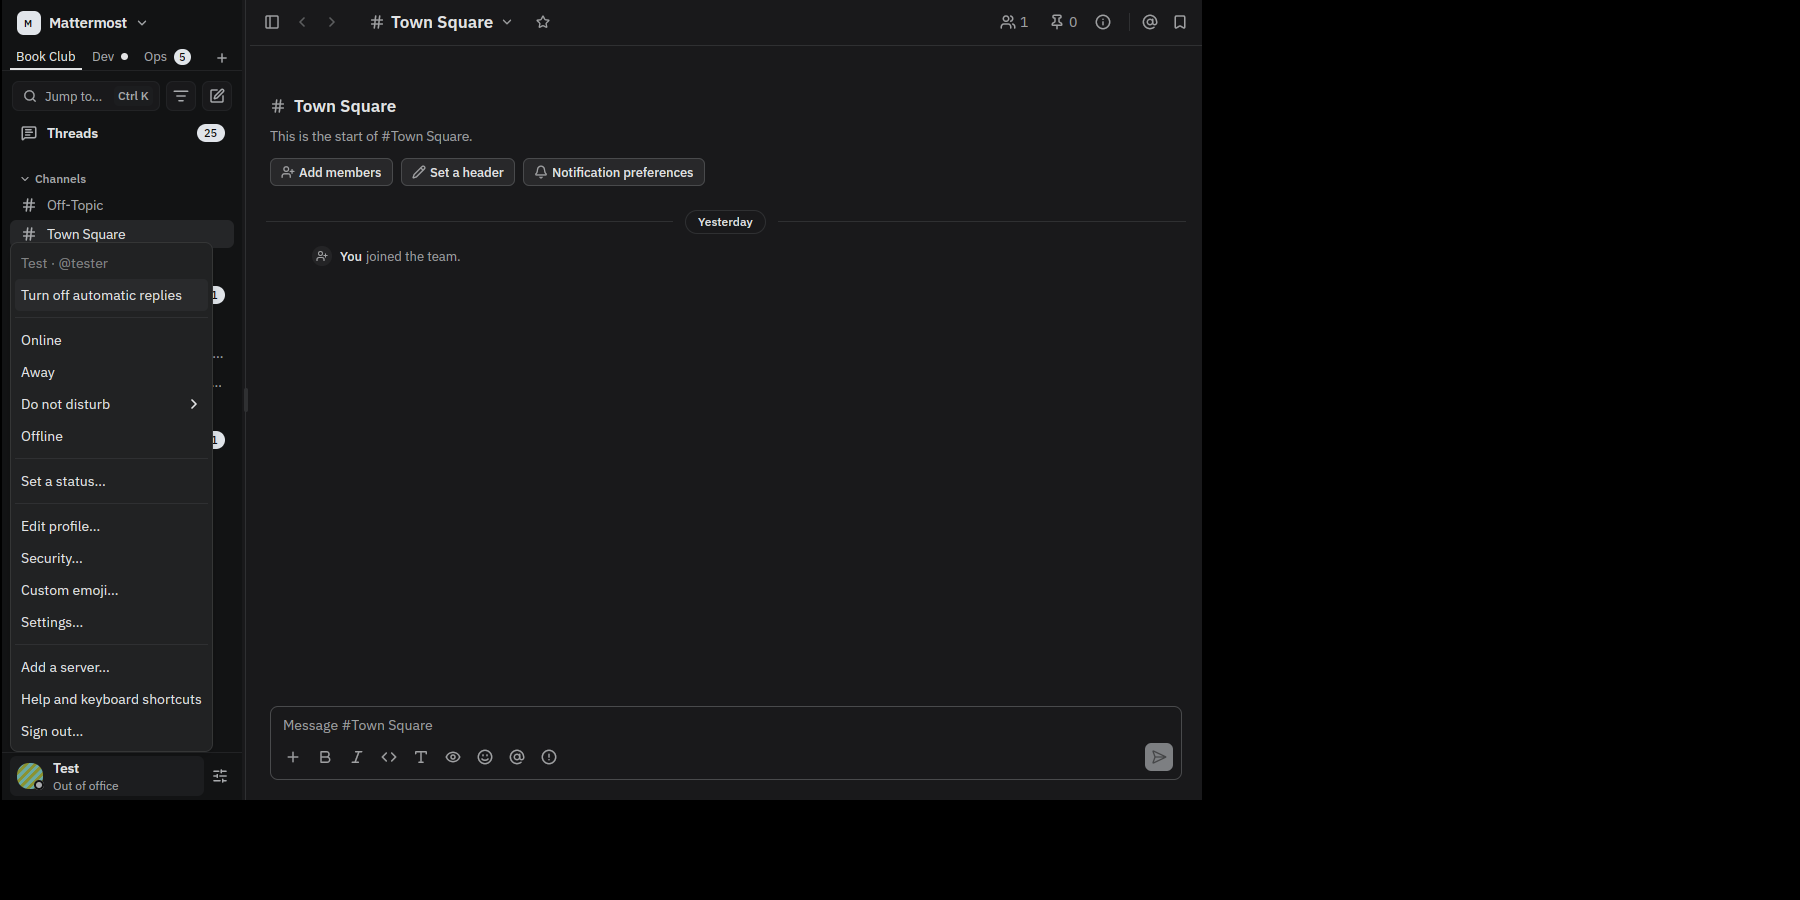 M Mattermost
Book Club Dev Ops 5
Jump to... Ctrl K
Threads 25
Channels
Off-Topic
Town Square
Test · @tester
Turn off automatic replies
1
Online
...
Away
...
Do not disturb
Offline
1
Set a status...
Edit profile...
Security...
Custom emoji...
Settings...
Add a server...
Help and keyboard shortcuts
Sign out...
Test
Out of office
# Town Square
1
0
# Town Square
This is the start of #Town Square.
Add members Set a header Notification preferences
Yesterday
You joined the team.
Message #Town Square